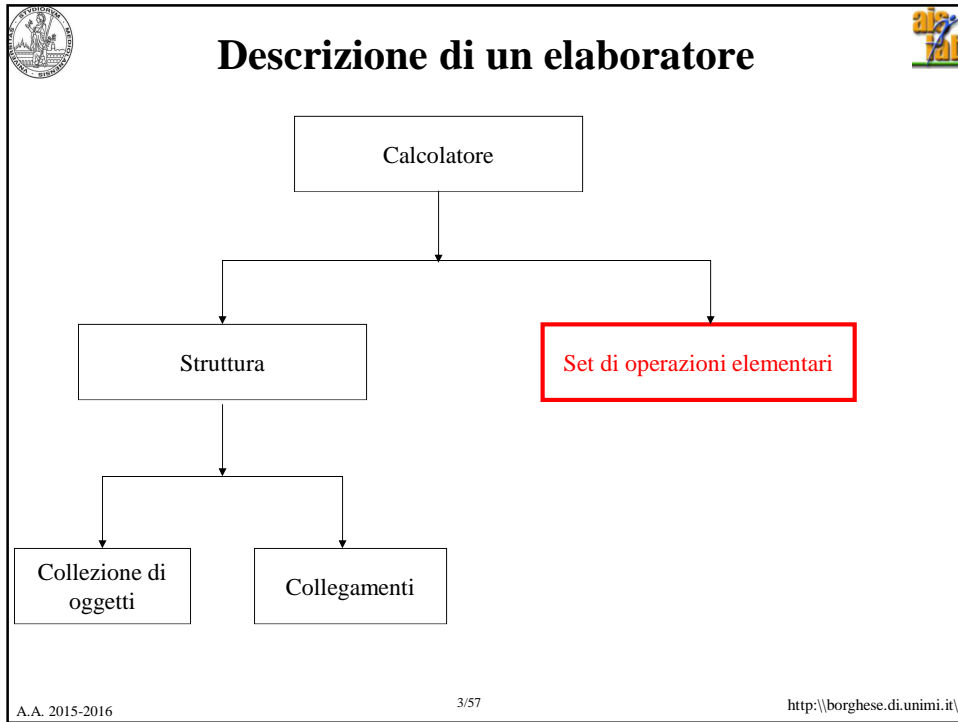 Descrizione di un elaboratore
Calcolatore
Struttura
Set di operazioni elementari
Collezione di
oggetti
Collegamenti
A.A. 2015-2016
3/57
http:\\borghese.di.unimi.it\